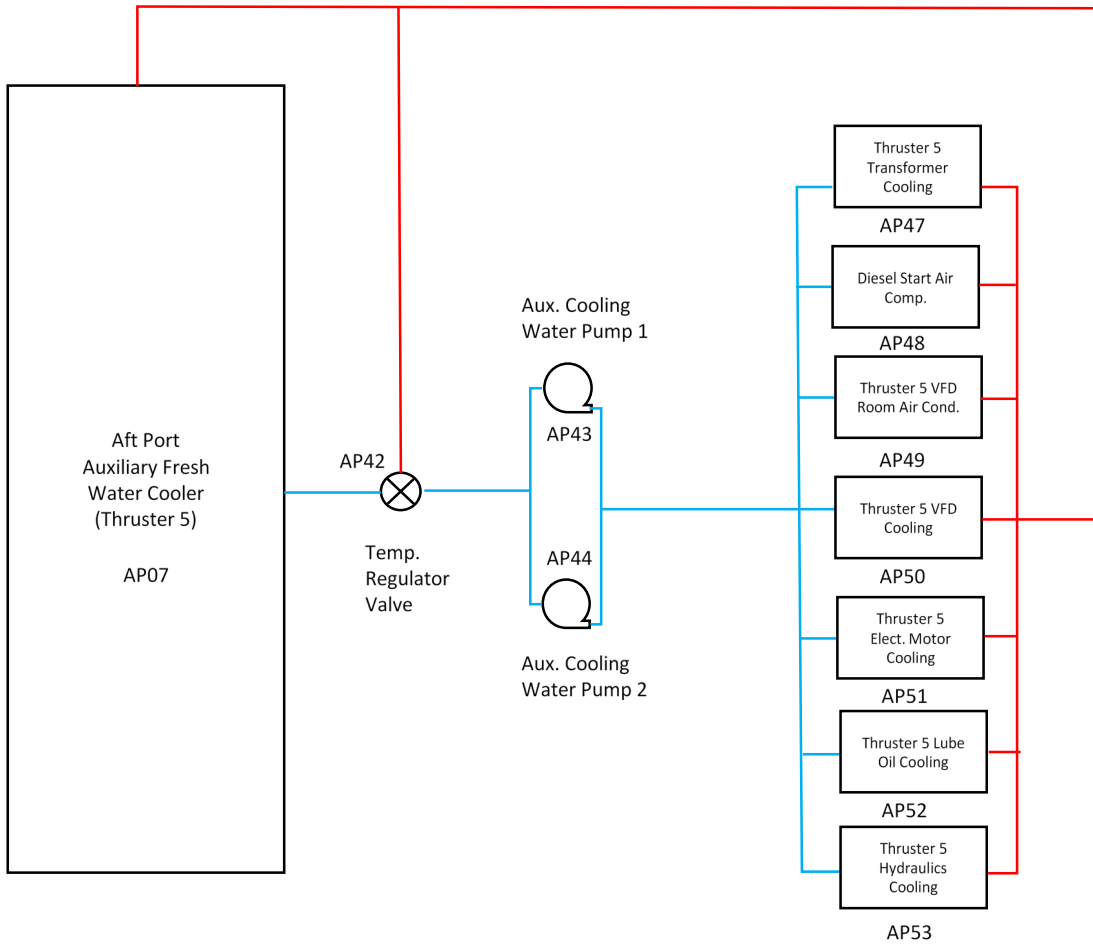 Aft Port
Auxiliary Fresh
Water Cooler
(Thruster 5)
AP07
AP42
Temp.
Regulator
Valve
Aux. Cooling
Water Pump 1
AP43
AP44
Aux. Cooling
Water Pump 2
Thruster 5
Transformer
Cooling
AP47
Diesel Start Air
Comp.
AP48
Thruster 5 VFD
Room Air Cond.
AP49
Thruster 5 VFD
Cooling
AP50
Thruster 5
Elect. Motor
Cooling
AP51
Thruster 5 Lube
Oil Cooling
AP52
Thruster 5
Hydraulics
Cooling
AP53